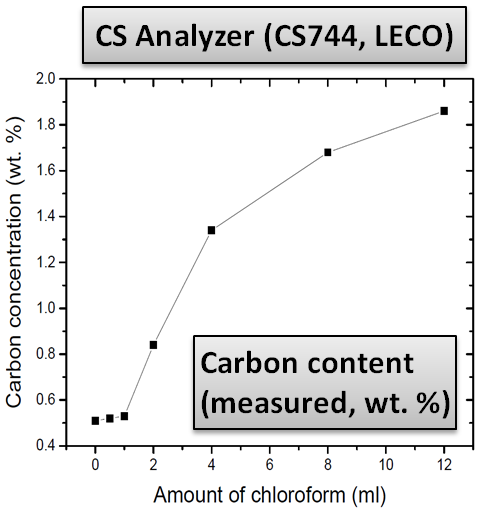 CS Analyzer (CS744, LECO)
2.0
1.8
1.6
1.4
1.2
1.0
0.8
0.6
0.4
Carbon concentration (wt. %)
Carbon content
(measured, wt. %)
0 2 4 6 8 10 12
Amount of chloroform (ml)